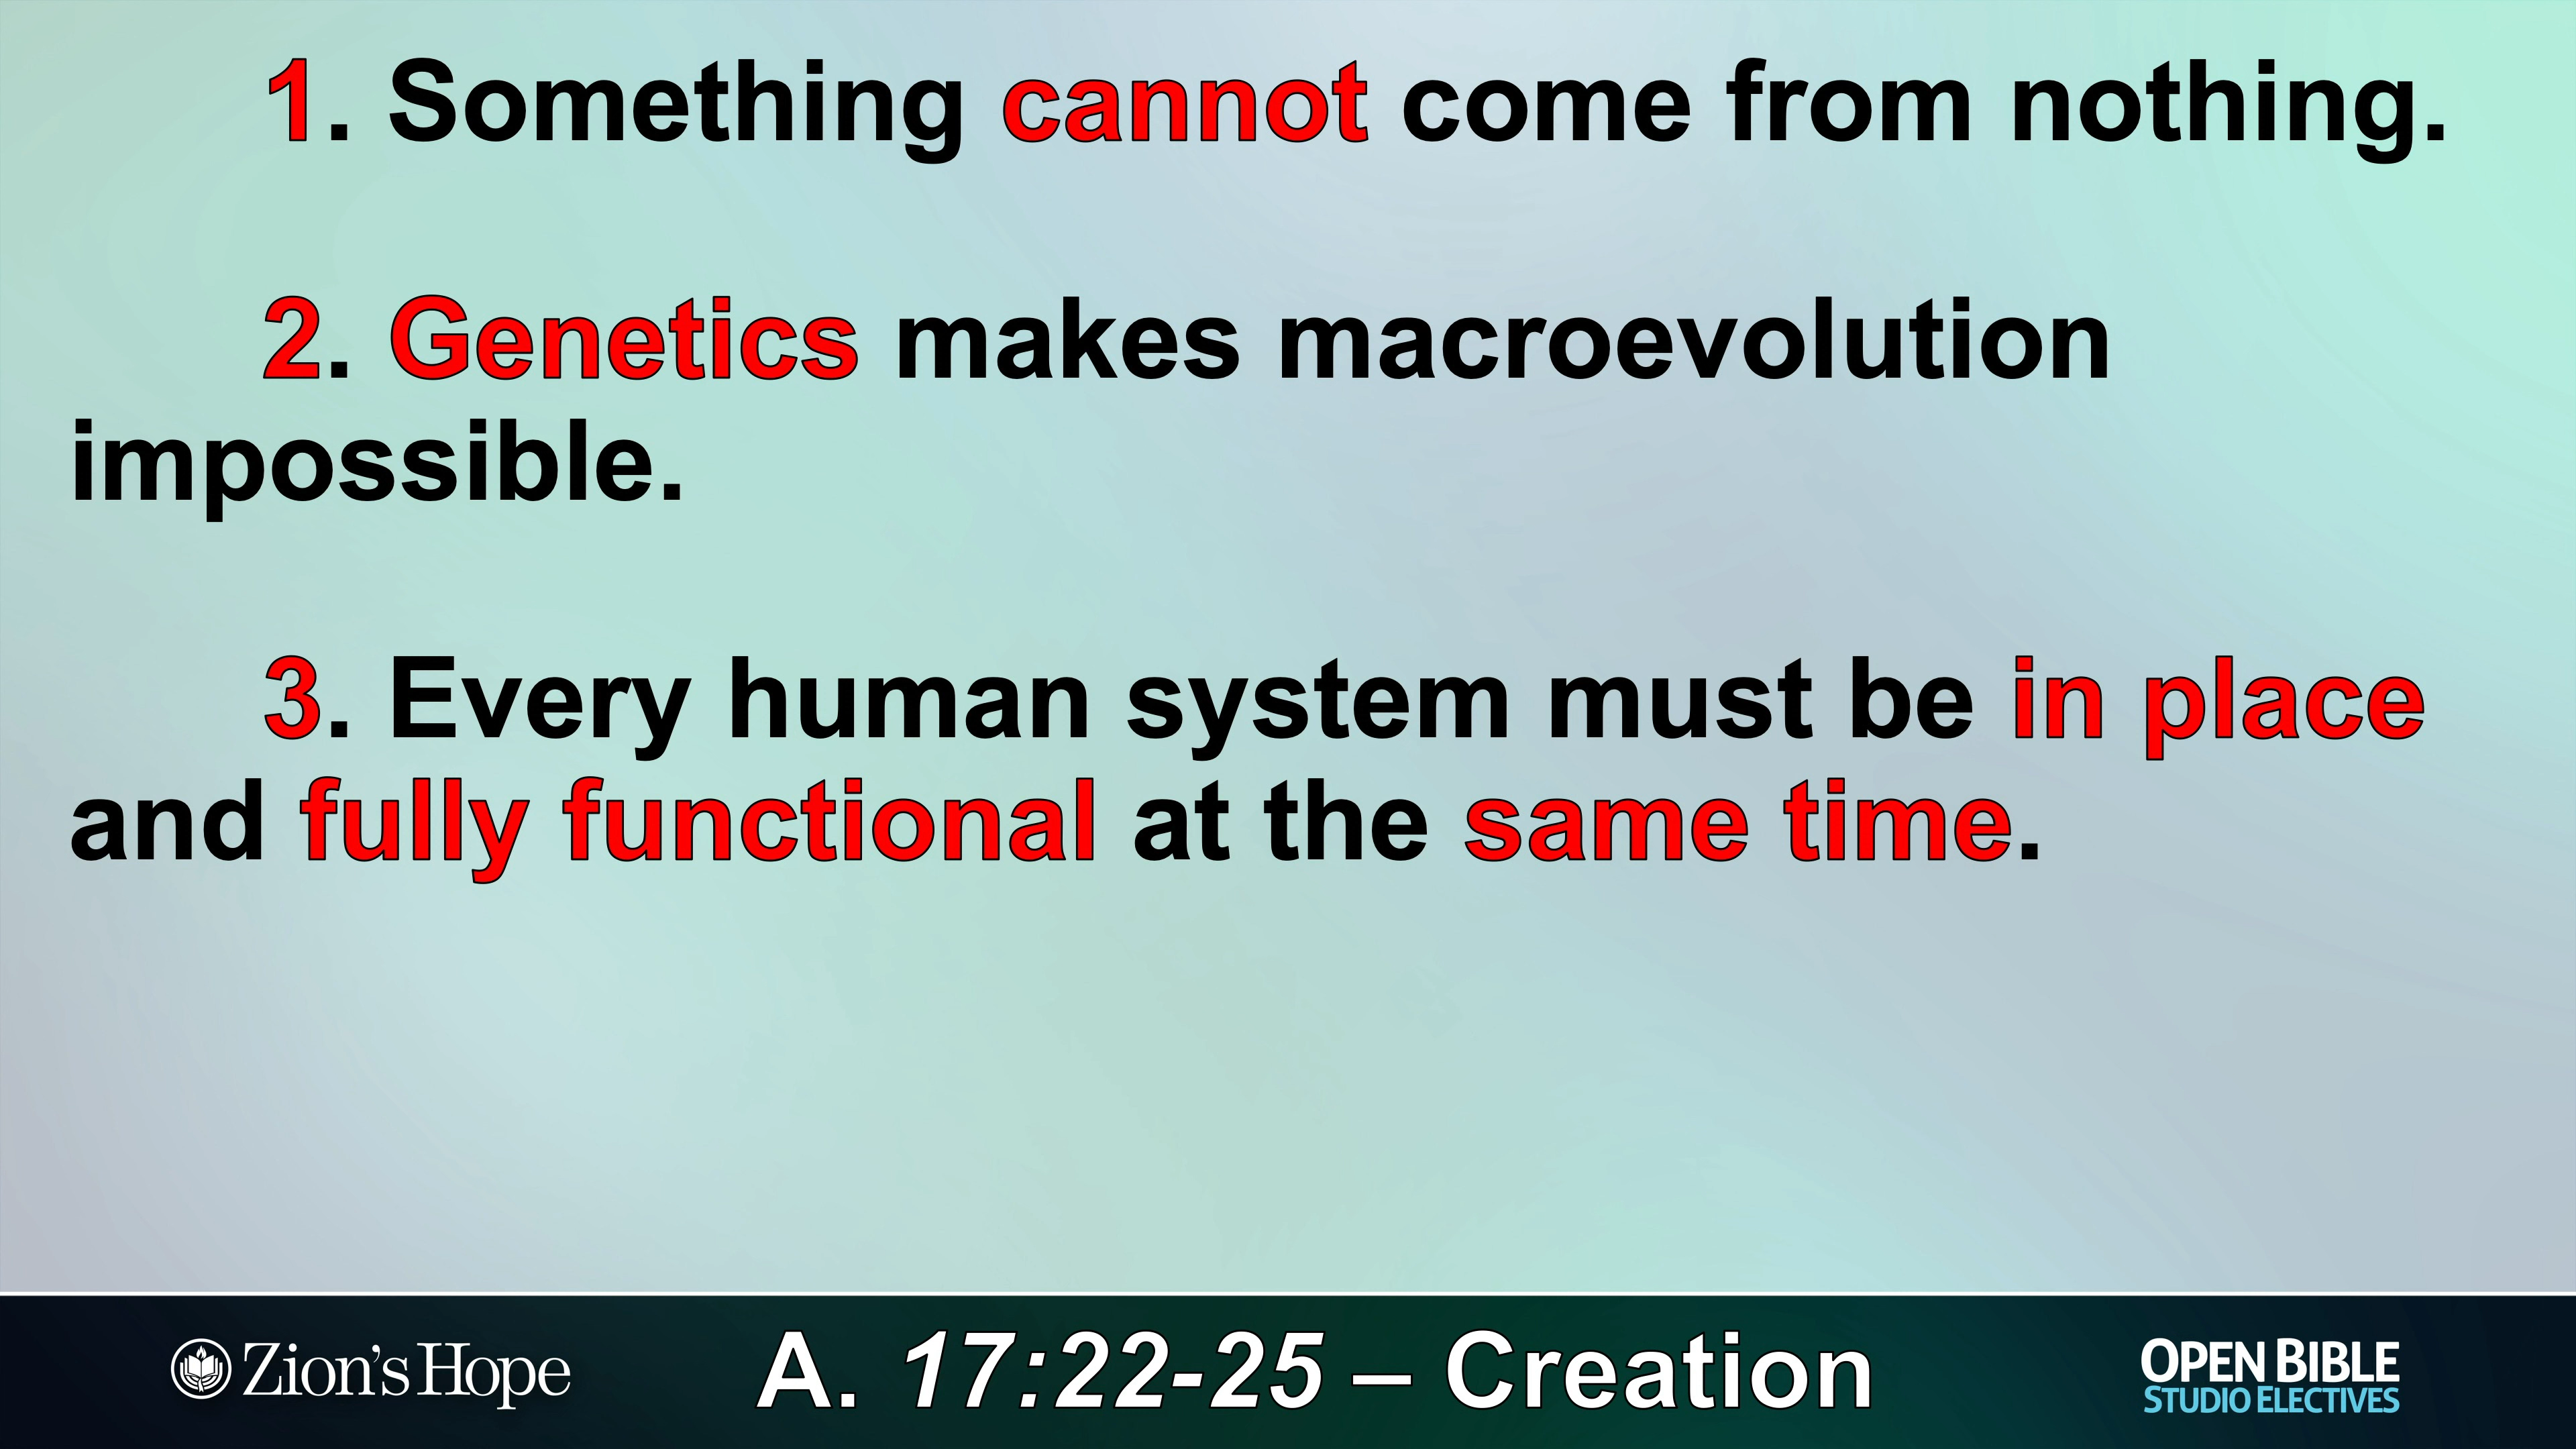 1. Something cannot come from nothing.
2. Genetics makes macroevolution
impossible.
3. Every human system must be in place
and fully functional at the same time.
Zion's Hope
A. 17:22-25 – Creation
OPEN BIBLE
STUDIO ELECTIVES